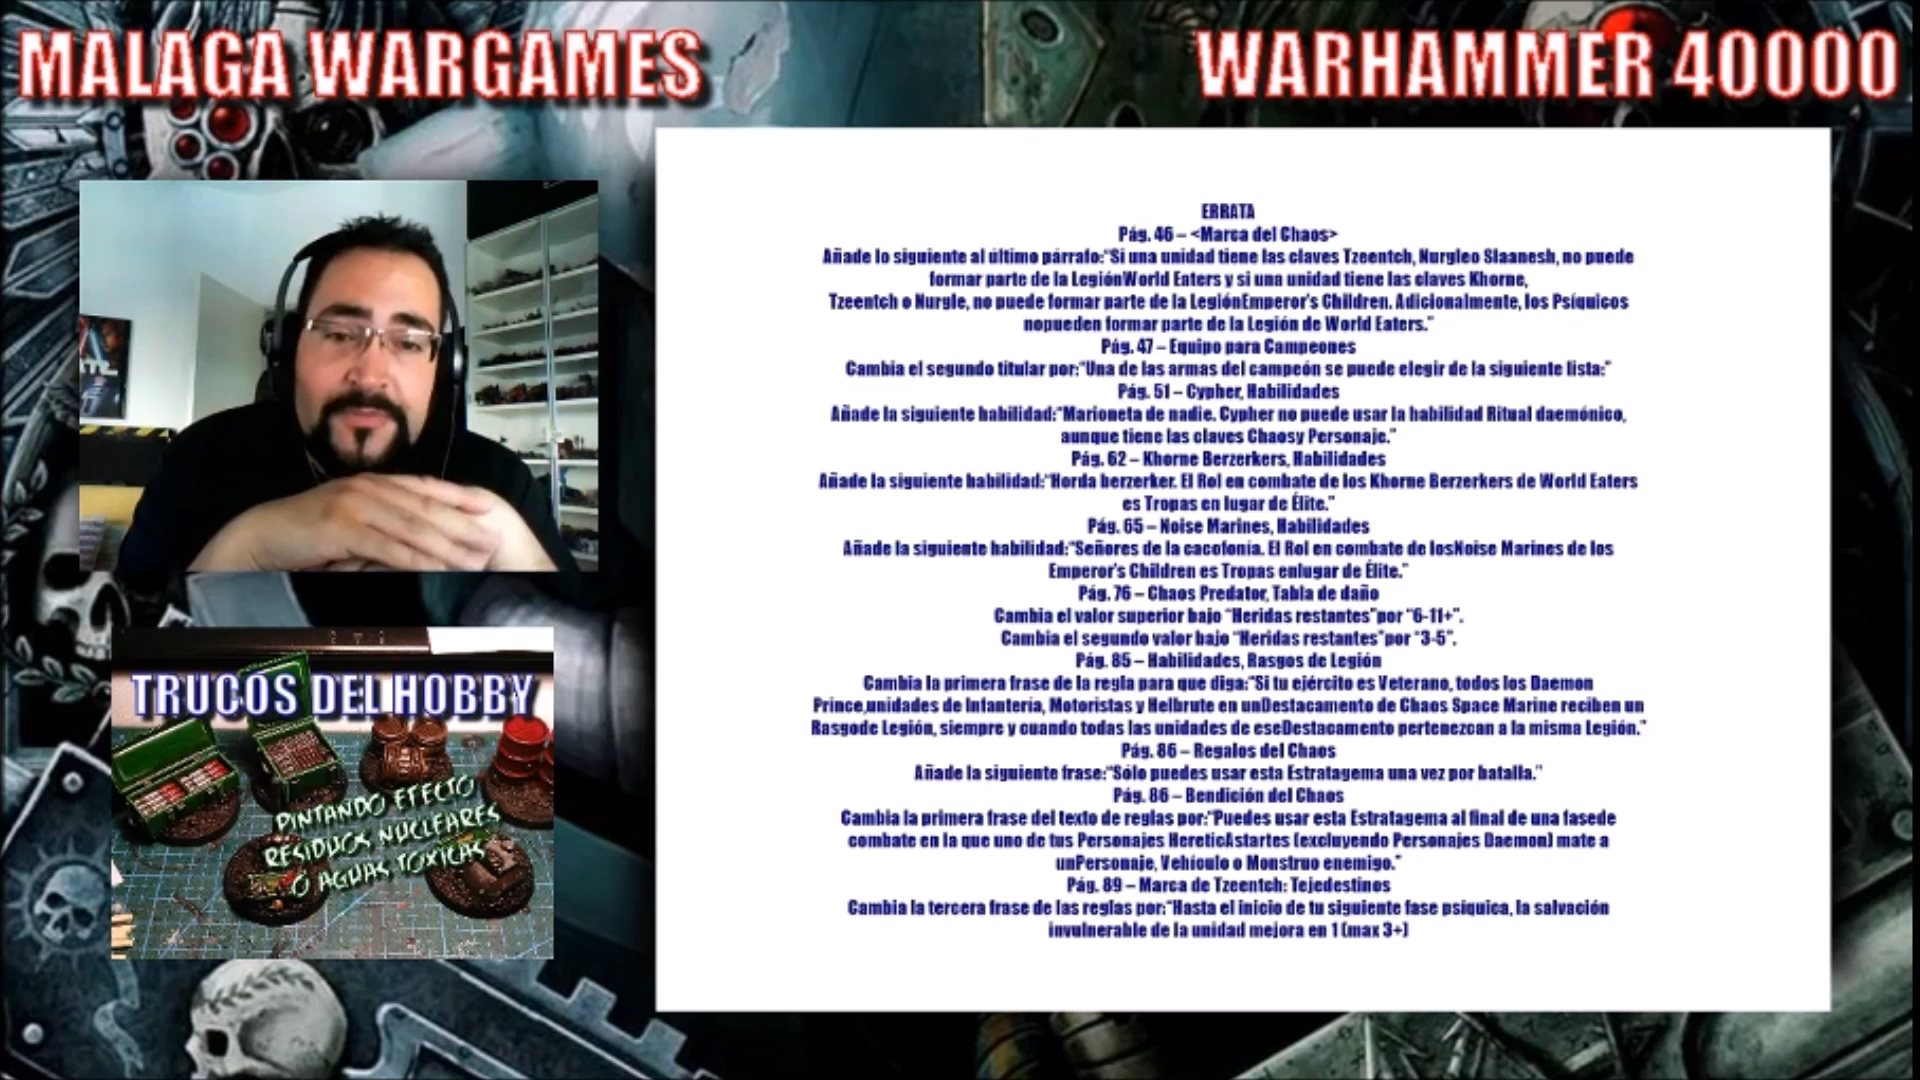 MALAGA WARGAMES
WARHAMMER 40000
ERRATA
Pág. 46 – <Marca del Chaos>
Añade lo siguiente al último párrafo:“Si una unidad tiene las claves Tzeentch, Nurgleo Slaanesh, no puede
formar parte de la LegiónWorld Eaters y si una unidad tiene las claves Khorne,
Tzeentch o Nurgle, no puede formar parte de la LegiónEmperor's Children. Adicionalmente, los Psíquicos
nopueden formar parte de la Legión de World Eaters.”
Pág. 47 – Equipo para Campeones
Cambia el segundo titular por:“Una de las armas del campeón se puede elegir de la siguiente lista:”
Pág. 51 – Cypher, Habilidades
Añade la siguiente habilidad:“Marioneta de nadie. Cypher no puede usar la habilidad Ritual daemónico,
aunque tiene las claves Chaosy Personaje.”
Pág. 62 – Khorne Berzerkers, Habilidades
Añade la siguiente habilidad:“Horda berzerker. El Rol en combate de los Khorne Berzerkers de World Eaters
es Tropas en lugar de Élite.”
Pág. 65 – Noise Marines, Habilidades
Añade la siguiente habilidad:“Señores de la cacofonía. El Rol en combate de losNoise Marines de los
Emperor's Children es Tropas enlugar de Élite.”
Pág. 76 – Chaos Predator, Tabla de daño
Cambia el valor superior bajo “Heridas restantes”por “6-11+”.
Cambia el segundo valor bajo “Heridas restantes”por “3-5”.
Pág. 85 – Habilidades, Rasgos de Legión
Cambia la primera frase de la regla para que diga:“Si tu ejército es Veterano, todos los Daemon
Prince,unidades de Infantería, Motoristas y Helbrute en unDestacamento de Chaos Space Marine reciben un
Rasgode Legión, siempre y cuando todas las unidades de eseDestacamento pertenezcan a la misma Legión.”
Pág. 86 – Regalos del Chaos
Añade la siguiente frase:“Sólo puedes usar esta Estratagema una vez por batalla.”
Pág. 86 – Bendición del Chaos
Cambia la primera frase del texto de reglas por:“Puedes usar esta Estratagema al final de una fasede
combate en la que uno de tus Personajes HereticAstartes (excluyendo Personajes Daemon) mate a
unPersonaje, Vehículo o Monstruo enemigo.”
Pág. 89 – Marca de Tzeentch: Tejedestinos
Cambia la tercera frase de las reglas por:“Hasta el inicio de tu siguiente fase psíquica, la salvación
invulnerable de la unidad mejora en 1 (max 3+)
TRUCOS DEL HOBBY
PINTANDO EFECTO
RESIDUOS NUCLEARES
O AGUAS TOXICAS